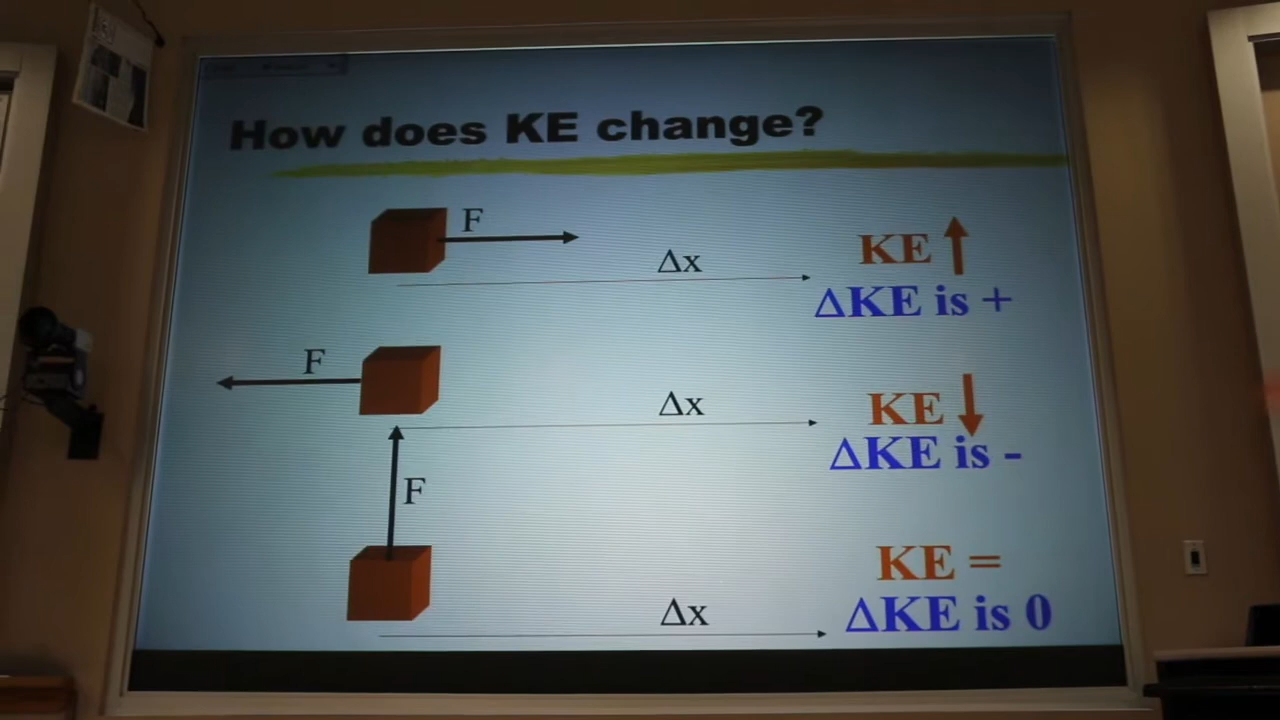 How does KE change?
F
Δx
KE ↑
ΔKE is +
F
Δx
KE ↓
ΔKE is -
F
KE =
Δx
ΔKE is 0